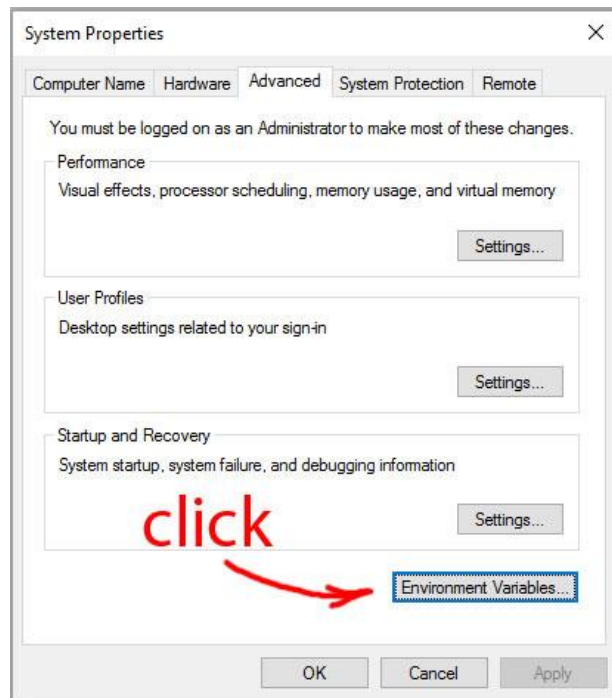 System Properties
Computer Name Hardware Advanced System Protection Remote
You must be logged on as an Administrator to make most of these changes.
Performance
Visual effects, processor scheduling, memory usage, and virtual memory
Settings...
User Profiles
Desktop settings related to your sign-in
Settings...
Startup and Recovery
System startup, system failure, and debugging information
Settings...
click
Environment Variables...
OK Cancel Apply